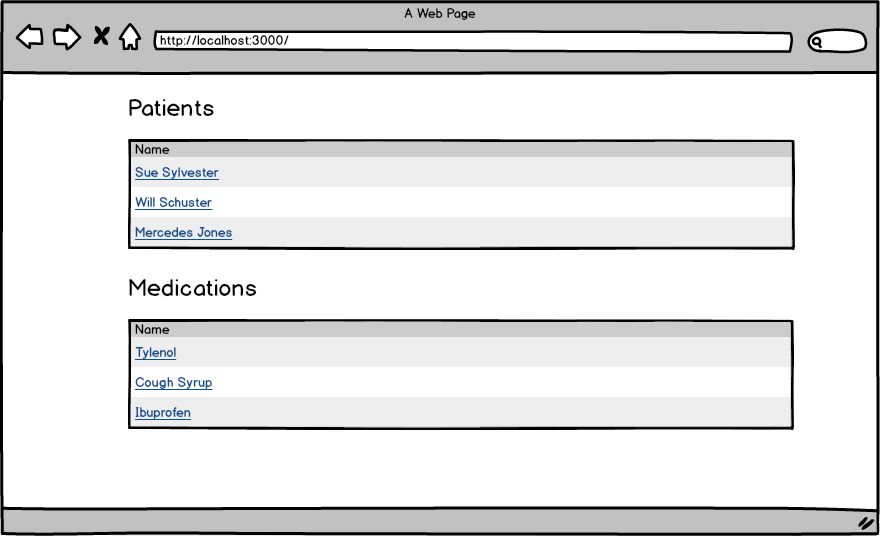 A Web Page
http://localhost:3000/
Patients
Name
Sue Sylvester
Will Schuster
Mercedes Jones
Medications
Name
Tylenol
Cough Syrup
Ibuprofen